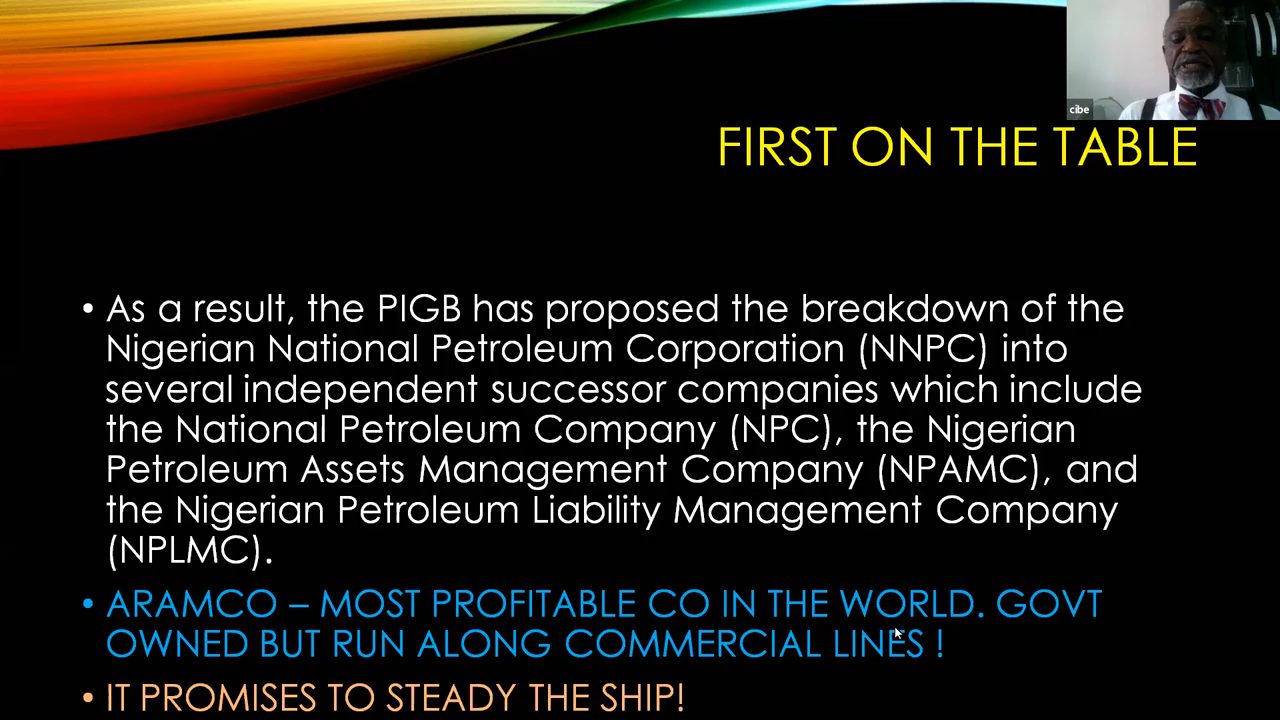 cibe
FIRST ON THE TABLE
• As a result, the PIGB has proposed the breakdown of the
Nigerian National Petroleum Corporation (NNPC) into
several independent successor companies which include
the National Petroleum Company (NPC), the Nigerian
Petroleum Assets Management Company (NPAMC), and
the Nigerian Petroleum Liability Management Company
(NPLMC).
• ARAMCO – MOST PROFITABLE CO IN THE WORLD. GOVT
OWNED BUT RUN ALONG COMMERCIAL LINES !
• IT PROMISES TO STEADY THE SHIP!